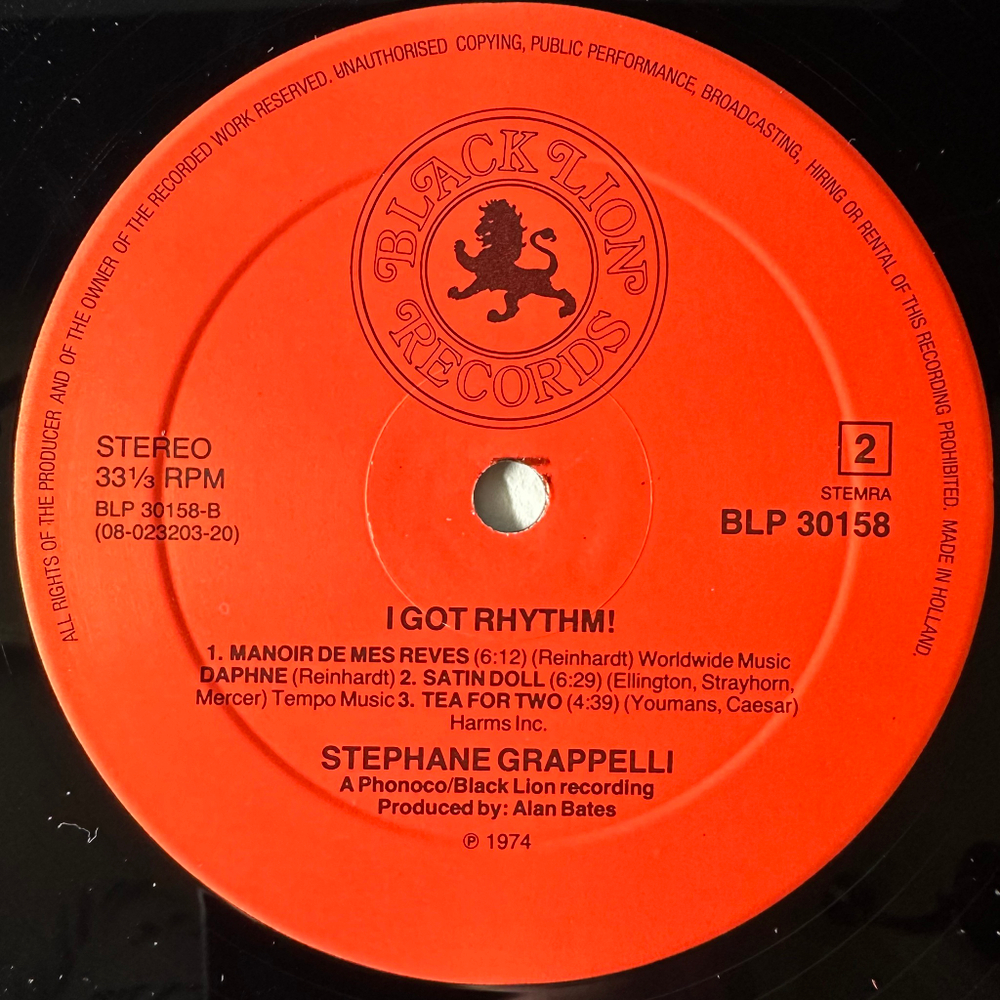 ALL RIGHTS OF THE PRODUCER AND OF THE OWNER OF THE RECORDED WORK RESERVED. UNAUTHORISED COPYING, PUBLIC PERFORMANCE, BROADCASTING, HIRING OR RENTAL OF THIS RECORDING PROHIBITED. MADE IN HOLLAND.
BLACK LION
RECORDS
STEREO
33⅓ RPM
BLP 30158-B
(08-023203-20)
2
STEMRA
BLP 30158
I GOT RHYTHM!
1. MANOIR DE MES REVES (6:12) (Reinhardt) Worldwide Music
DAPHNE (Reinhardt) 2. SATIN DOLL (6:29) (Ellington, Strayhorn,
Mercer) Tempo Music 3. TEA FOR TWO (4:39) (Youmans, Caesar)
Harms Inc.
STEPHANE GRAPPELLI
A Phonoco/Black Lion recording
Produced by: Alan Bates
℗ 1974